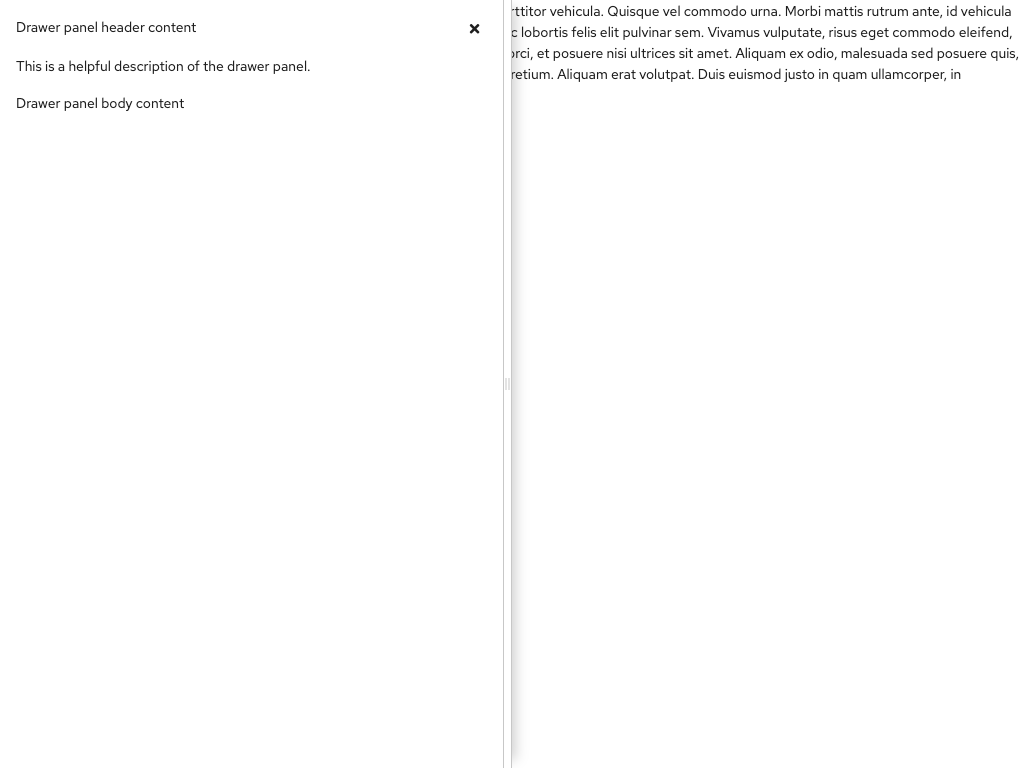 Drawer panel header content
This is a helpful description of the drawer panel.
Drawer panel body content
vehicula. Quisque vel commodo urna. Morbi mattis rutrum ante, id vehicula
lobortis felis elit pulvinar sem. Vivamus vulputate, risus eget commodo eleifend,
et posuere nisi ultrices sit amet. Aliquam ex odio, malesuada sed posuere quis,
Aliquam erat volutpat. Duis euismod justo in quam ullamcorper, in